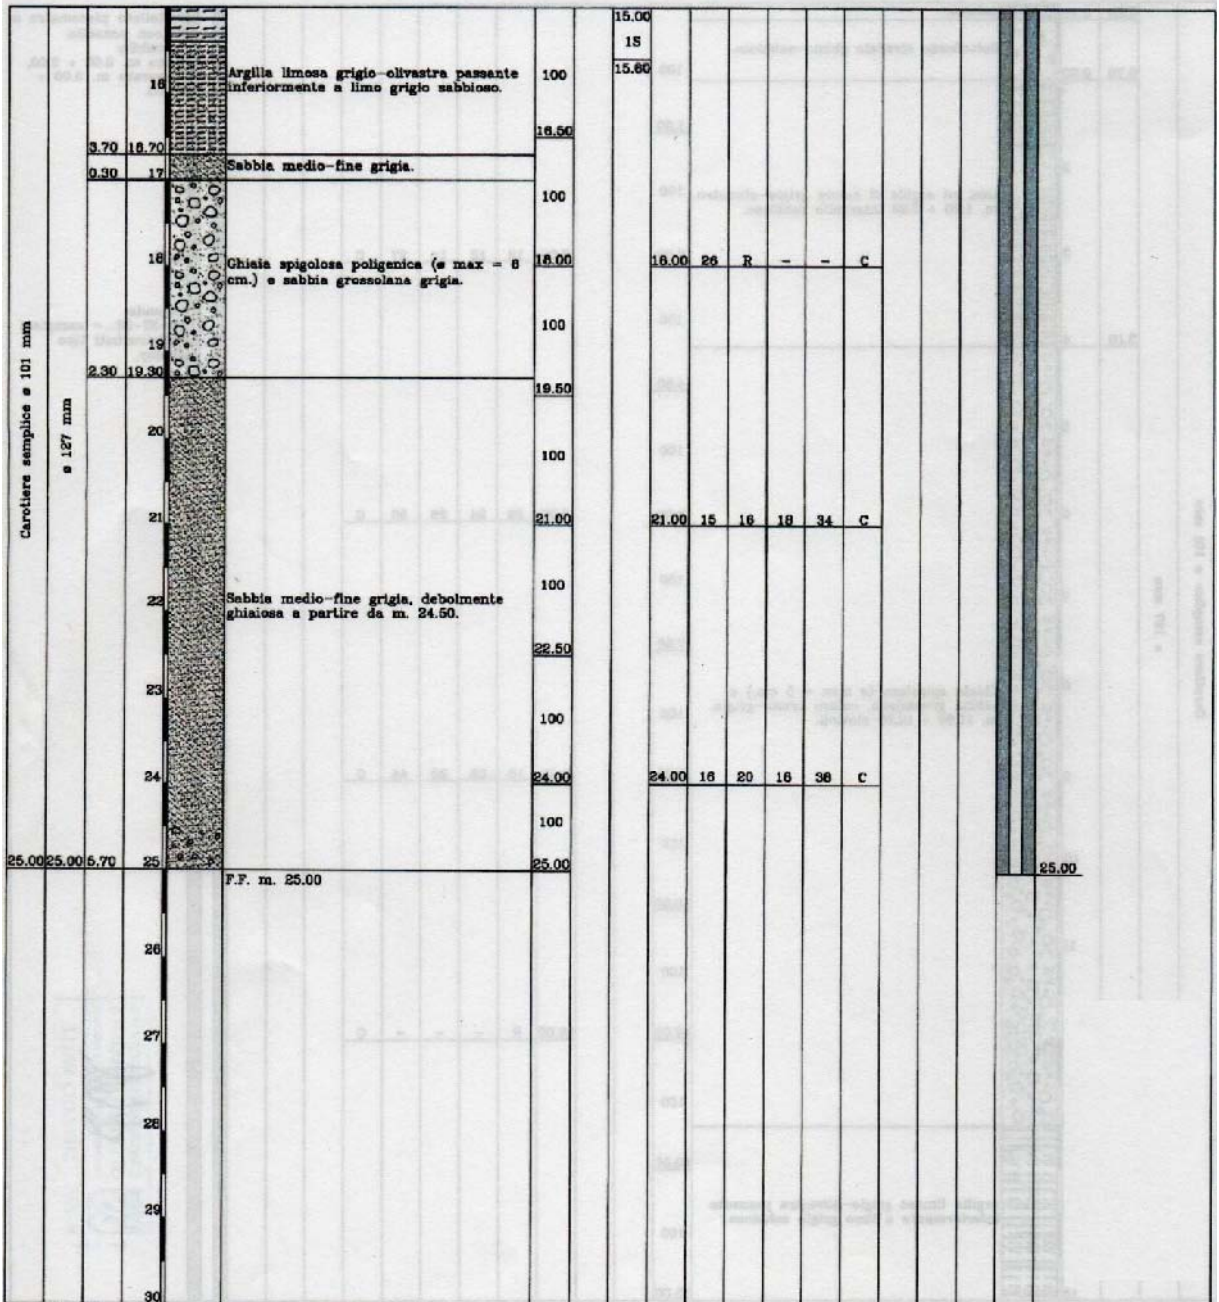 15.00
1S
15.60
Argilla limosa grigio-olivastra passante
inferiormente a limo grigio sabbioso.
100
16
16.50
3.70 16.70
Sabbia medio-fine grigia.
0.30 17
100
18
Ghiaia spigolosa poligenica (ø max - 6
cm.) e sabbia grossolana grigia.
18.00
18.00 26 R - - C
100
19
2.30 19.30
19.50
Carotiere semplice ø 101 mm
ø 127 mm
20
100
21
21.00
21.00 15 16 18 34 C
100
22
Sabbia medio-fine grigia, debolmente
ghiaiosa a partire da m. 24.50.
22.50
23
100
24
24.00
24.00 16 20 16 36 C
100
25.00 25.00 5.70 25
25.00
25.00
F.F. m. 25.00
26
27
28
29
30